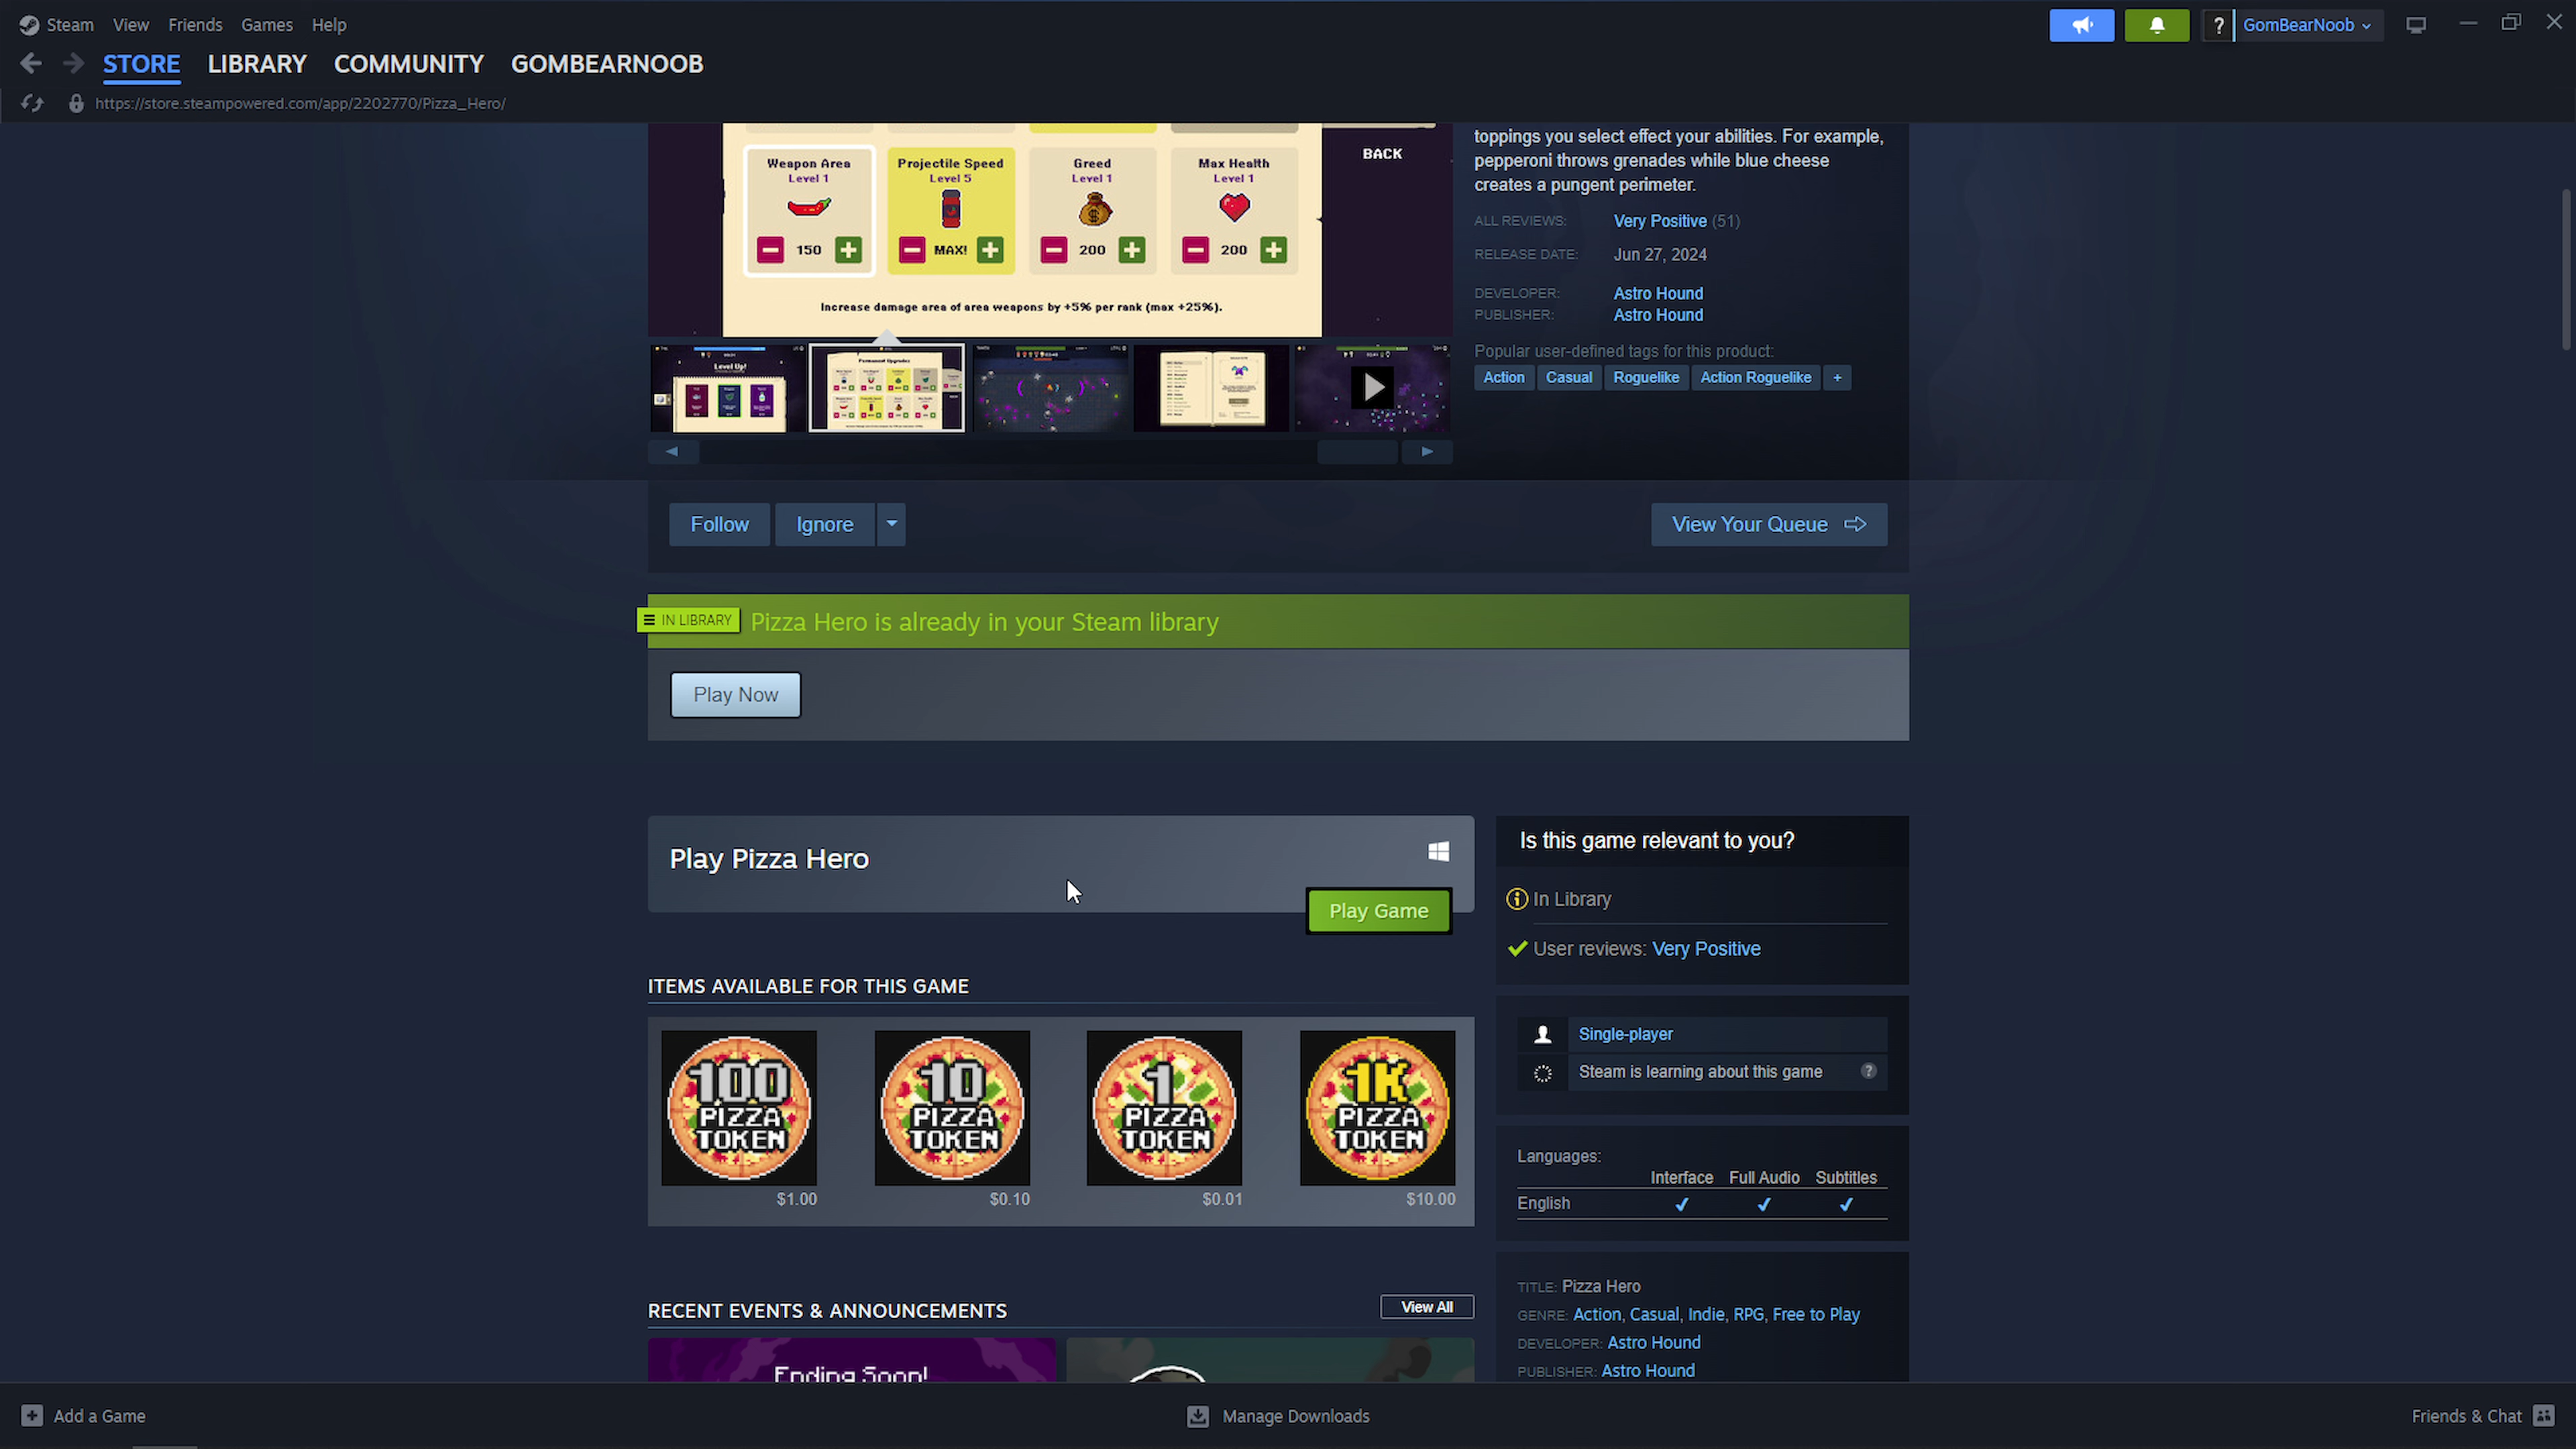 Steam View Friends Games Help
? GomBearNoob
STORE LIBRARY COMMUNITY GOMBEARNOOB
https://store.steampowered.com/app/2202770/Pizza_Hero/
Weapon Area
Level 1
150
Projectile Speed
Level 5
MAX!
Greed
Level 1
200
Max Health
Level 1
200
BACK
Increase damage area of area weapons by +5% per rank (max +25%).
Level Up!
Permanent Upgrades
toppings you select effect your abilities. For example,
pepperoni throws grenades while blue cheese
creates a pungent perimeter.
ALL REVIEWS: Very Positive (51)
RELEASE DATE: Jun 27, 2024
DEVELOPER: Astro Hound
PUBLISHER: Astro Hound
Popular user-defined tags for this product:
Action Casual Roguelike Action Roguelike +
Follow Ignore
View Your Queue
IN LIBRARY Pizza Hero is already in your Steam library
Play Now
Play Pizza Hero
Play Game
ITEMS AVAILABLE FOR THIS GAME
100
PIZZA
TOKEN
$1.00
10
PIZZA
TOKEN
$0.10
1
PIZZA
TOKEN
$0.01
1K
PIZZA
TOKEN
$10.00
RECENT EVENTS & ANNOUNCEMENTS
View All
Ending Soon!
Is this game relevant to you?
In Library
User reviews: Very Positive
Single-player
Steam is learning about this game ?
Languages:
Interface Full Audio Subtitles
English ✔ ✔ ✔
TITLE: Pizza Hero
GENRE: Action, Casual, Indie, RPG, Free to Play
DEVELOPER: Astro Hound
PUBLISHER: Astro Hound
Add a Game
Manage Downloads
Friends & Chat